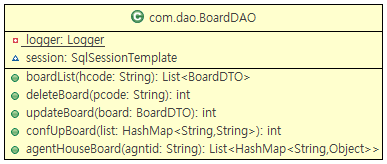 com.dao.BoardDAO
logger: Logger
session: SqlSessionTemplate
boardList(hcode: String): List<BoardDTO>
deleteBoard(pcode: String): int
updateBoard(board: BoardDTO): int
confUpBoard(list: HashMap<String,String>): int
agentHouseBoard(agntid: String): List<HashMap<String,Object>>